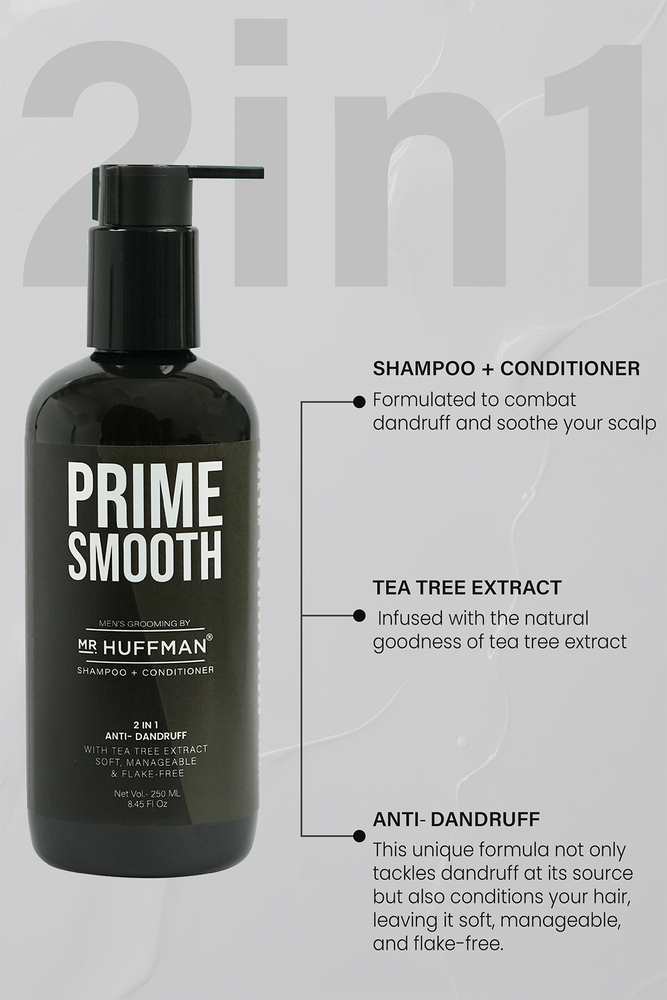 2in1
SHAMPOO + CONDITIONER
Formulated to combat
dandruff and soothe your scalp
PRIME
SMOOTH
MEN'S GROOMING BY
MR. HUFFMAN®
SHAMPOO + CONDITIONER
2 IN 1
ANTI- DANDRUFF
WITH TEA TREE EXTRACT
SOFT, MANAGEABLE
& FLAKE-FREE
Net Vol.- 250 ML
8.45 Fl Oz
TEA TREE EXTRACT
Infused with the natural
goodness of tea tree extract
ANTI- DANDRUFF
This unique formula not only
tackles dandruff at its source
but also conditions your hair,
leaving it soft, manageable,
and flake-free.